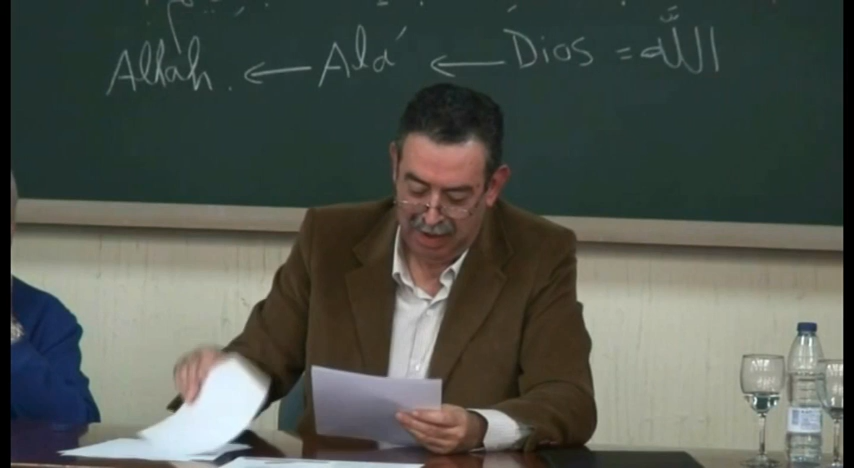 Allah. ← Alá ← Dios = الله